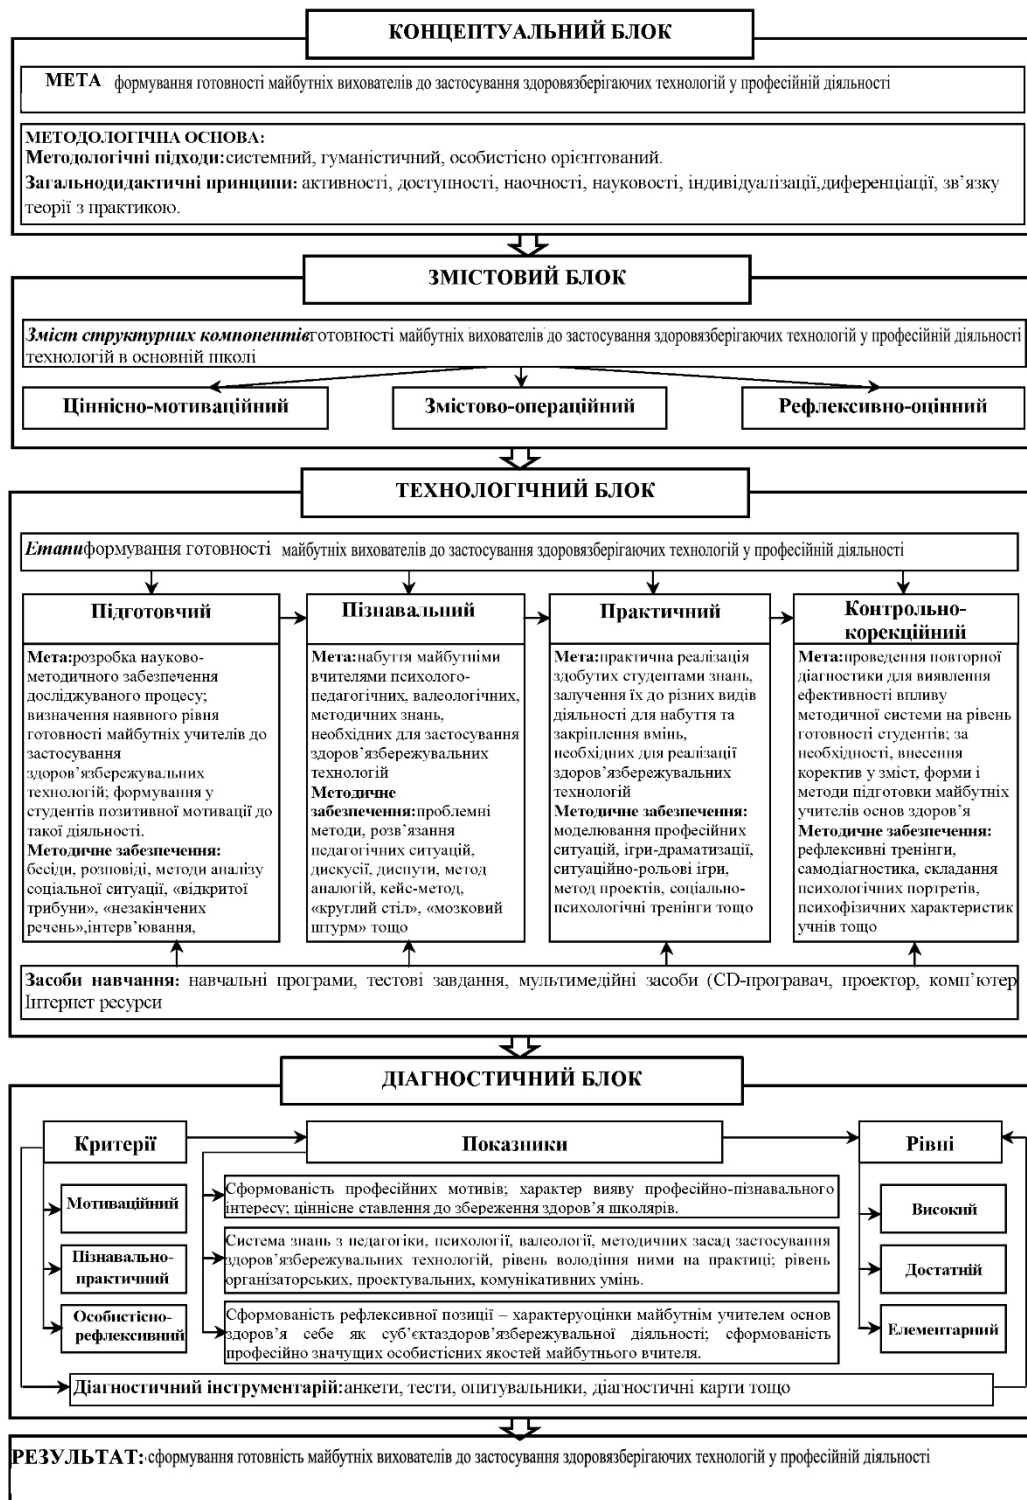 КОНЦЕПТУАЛЬНИЙ БЛОК
МЕТА формування готовності майбутніх вихователів до застосування здоровязберігаючих технологій у професійній діяльності
МЕТОДОЛОГІЧНА ОСНОВА:
Методологічні підходи:системний, гуманістичний, особистісно орієнтований.
Загальнодидактичні принципи: активності, доступності, наочності, науковості, індивідуалізації,диференціації, зв’язку
теорії з практикою.
ЗМІСТОВИЙ БЛОК
Зміст структурних компонентівготовності майбутніх вихователів до застосування здоровязберігаючих технологій у професійній діяльності
технологій в основній школі
Ціннісно-мотиваційний
Змістово-операційний
Рефлексивно-оцінний
ТЕХНОЛОГІЧНИЙ БЛОК
Етапиформування готовності майбутніх вихователів до застосування здоровязберігаючих технологій у професійній діяльності
Підготовчий
Мета:розробка науково-
методичного забезпечення
досліджуваного процесу;
визначення наявного рівня
готовності майбутніх учителів до
застосування
здоров’язбережувальних
технологій; формування у
студентів позитивної мотивації до
такої діяльності.
Методичне забезпечення:
бесіди, розповіді, методи аналізу
соціальної ситуації, «відкритої
трибуни», «незакінчених
речень»,інтерв’ювання,
Пізнавальний
Мета:набуття майбутніми
вчителями психолого-
педагогічних, валеологічних,
методичних знань,
необхідних для застосування
здоров’язбережувальних
технологій
Методичне
забезпечення:проблемні
методи, розв’язання
педагогічних ситуацій,
дискусії, диспути, метод
аналогій, кейс-метод,
«круглий стіл», «мозковий
штурм» тощо
Практичний
Мета:практична реалізація
здобутих студентами знань,
залучення їх до різних видів
діяльності для набуття та
закріплення вмінь,
необхідних для реалізації
здоров’язбережувальних
технологій
Методичне забезпечення:
моделювання професійних
ситуацій, ігри-драматизації,
ситуаційно-рольові ігри,
метод проектів, соціально-
психологічні тренінги тощо
Контрольно-
корекційний
Мета:проведення повторної
діагностики для виявлення
ефективності впливу
методичної системи на рівень
готовності студентів; за
необхідності, внесення
коректив у зміст, форми і
методи підготовки майбутніх
учителів основ здоров’я
Методичне забезпечення:
рефлексивні тренінги,
самодіагностика, складання
психологічних портретів,
психофізичних характеристик
учнів тощо
Засоби навчання: навчальні програми, тестові завдання, мультимедійні засоби (CD-програвач, проектор, комп’ютер
Інтернет ресурси
ДІАГНОСТИЧНИЙ БЛОК
Критерії
Показники
Рівні
Мотиваційний
Сформованість професійних мотивів; характер вияву професійно-пізнавального
інтересу; ціннісне ставлення до збереження здоров’я школярів.
Високий
Пізнавально-
практичний
Система знань з педагогіки, психології, валеології, методичних засад застосування
здоров’язбережувальних технологій, рівень володіння ними на практиці; рівень
організаторських, проектувальних, комунікативних умінь.
Достатній
Особистісно-
рефлексивний
Сформованість рефлексивної позиції – характероцінки майбутнім учителем основ
здоров’я себе як суб’єктаздоров’язбережувальної діяльності; сформованість
професійно значущих особистісних якостей майбутнього вчителя.
Елементарний
Діагностичний інструментарій:анкети, тести, опитувальники, діагностичні карти тощо
РЕЗУЛЬТАТ: сформування готовність майбутніх вихователів до застосування здоровязберігаючих технологій у професійній діяльності